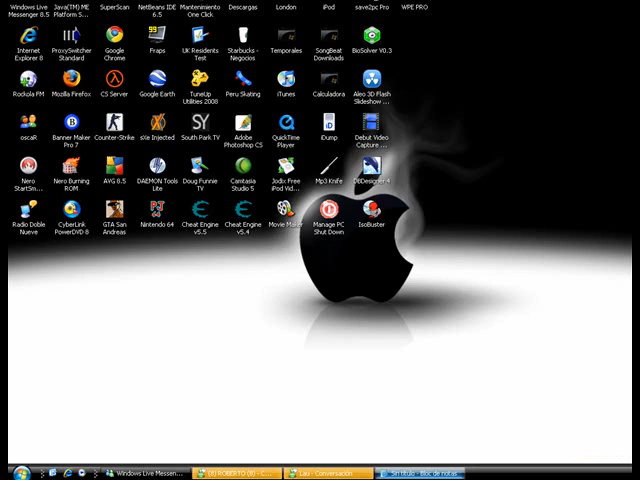 Windows Live
Messenger 8.5
Java(TM) ME
Platform S...
SuperScan
NetBeans IDE
6.5
Mantenimiento
One Click
Descargas
London
iPod
save2pc Pro
WPE PRO
Internet
Explorer 8
ProxySwitcher
Standard
Google
Chrome
Fraps
UK Residents
Test
Starbucks -
Negocios
Temporales
SongBeat
Downloads
BioSolver V0.3
Rockola FM
Mozilla Firefox
CS Server
Google Earth
TuneUp
Utilities 2008
Peru Skating
iTunes
Calculadora
Aleo 3D Flash
Slideshow ...
oscaR
Banner Maker
Pro 7
Counter-Strike
sXe Injected
South Park TV
Adobe
Photoshop CS
QuickTime
Player
iDump
Debut Video
Capture ...
Nero
StartSm...
Nero Burning
ROM
AVG 8.5
DAEMON Tools
Lite
Doug Funnie
TV
Camtasia
Studio 5
Jodix Free
iPod Vid...
Mp3 Knife
DBDesigner 4
Radio Doble
Nueve
CyberLink
PowerDVD 8
GTA San
Andreas
Nintendo 64
Cheat Engine
v5.5
Cheat Engine
v5.4
Movie Maker
Manage PC
Shut Down
IsoBuster
Windows Live Messen...
(8) ROBERTO (8) - C...
Lau - Conversación
Sin título - Bloc de notas